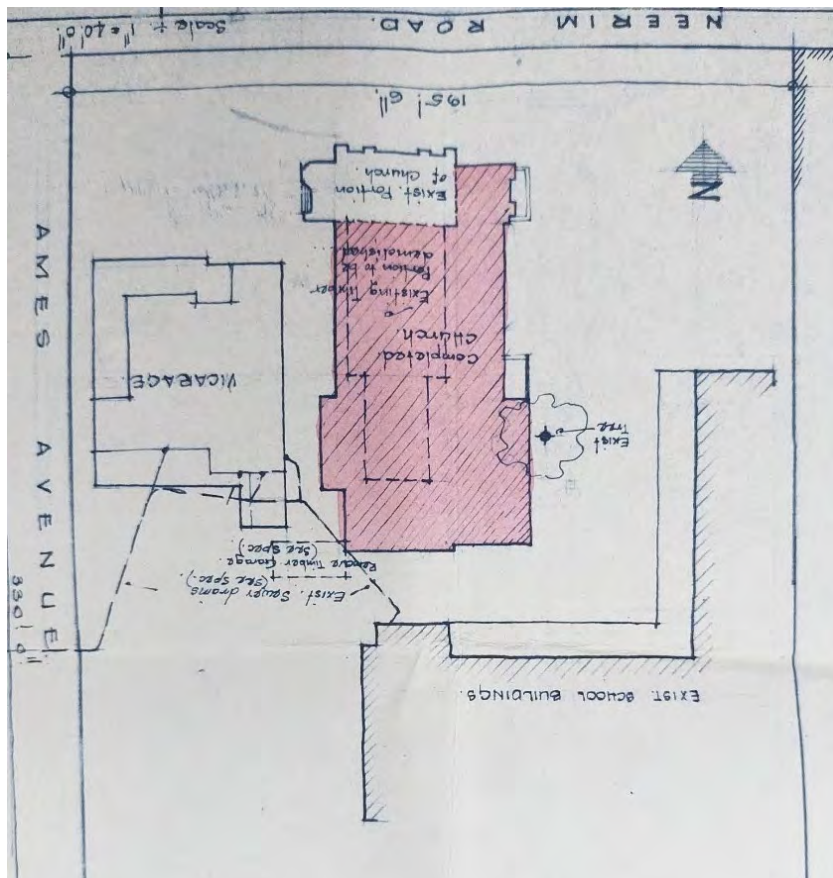 NEERIM ROAD.
Scale :- 1" = 40'.0".
195'. 6".
N
Exist. Portion
of Church.
Existing Timber
Portion to be
demolished.
Completed
Church.
VICARAGE.
Exist
Tree
AMES AVENUE
330'. 0".
Remove Timber Garage.
(See Spec.)
Exist. Sewer drains
(See Spec.)
EXIST. SCHOOL BUILDINGS.